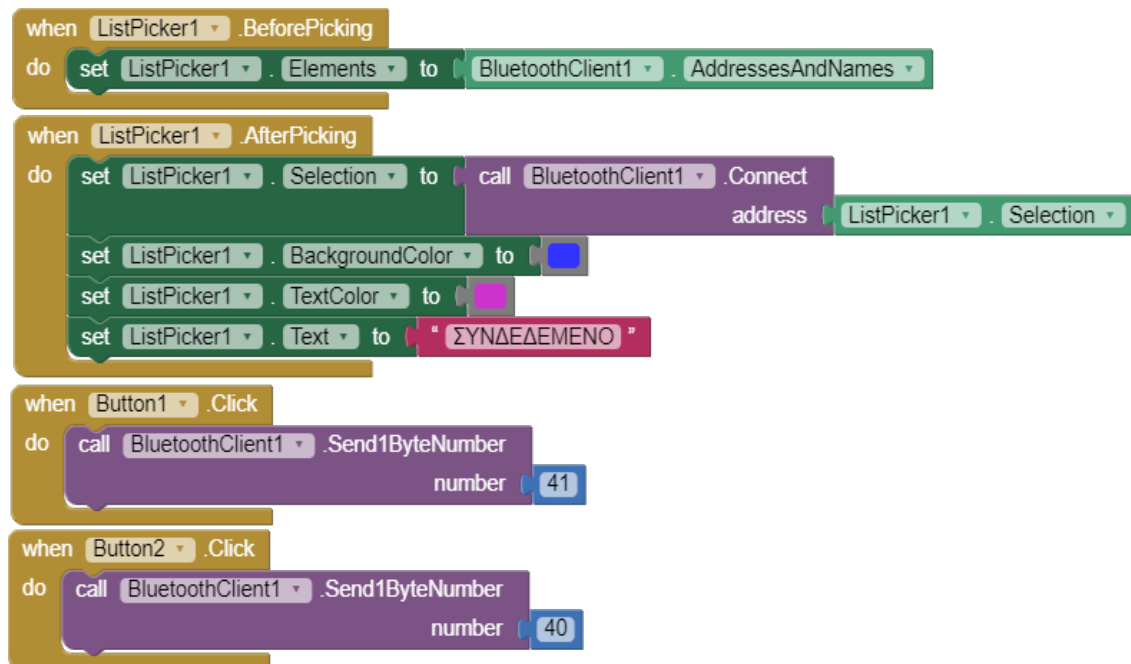 when ListPicker1 .BeforePicking
do set ListPicker1 . Elements to BluetoothClient1 . AddressesAndNames
when ListPicker1 .AfterPicking
do set ListPicker1 . Selection to call BluetoothClient1 .Connect
address ListPicker1 . Selection
set ListPicker1 . BackgroundColor to
set ListPicker1 . TextColor to
set ListPicker1 . Text to “ ΣΥΝΔΕΔΕΜΕΝΟ ”
when Button1 .Click
do call BluetoothClient1 .Send1ByteNumber
number 41
when Button2 .Click
do call BluetoothClient1 .Send1ByteNumber
number 40